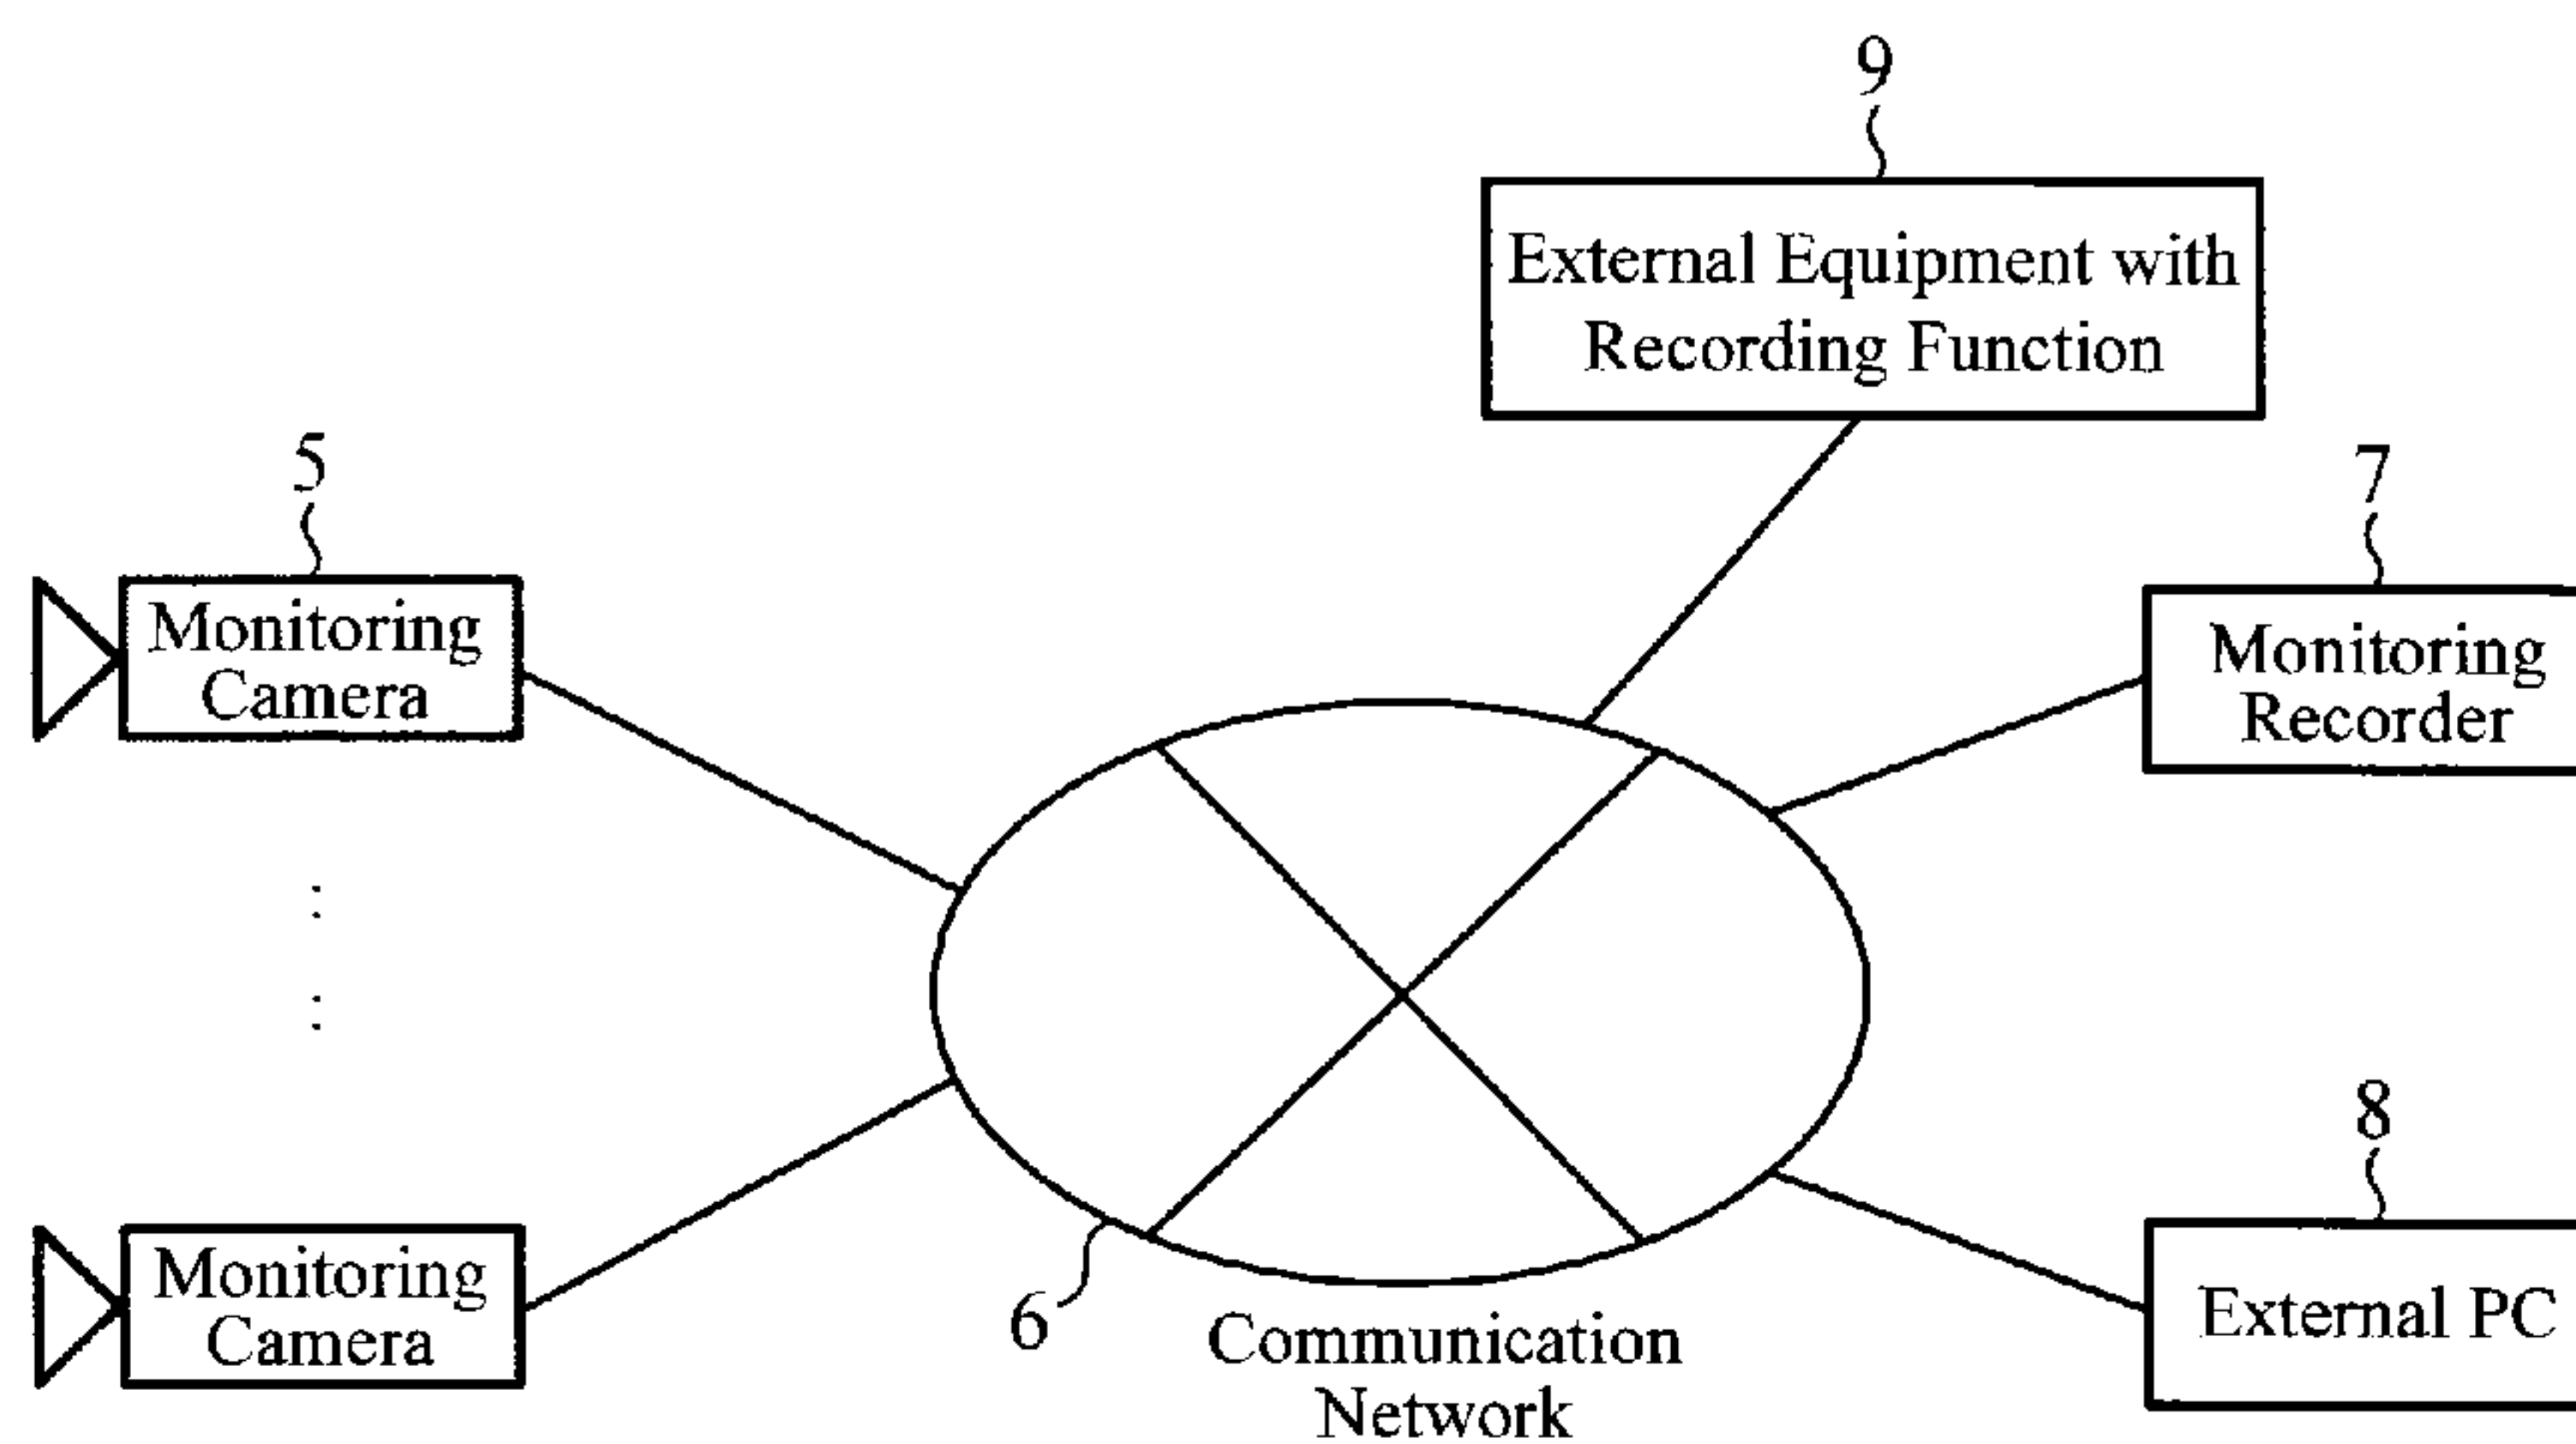 9
External Equipment with
Recording Function
5
Monitoring
Camera
7
Monitoring
Recorder
8
External PC
Monitoring
Camera
6
Communication
Network